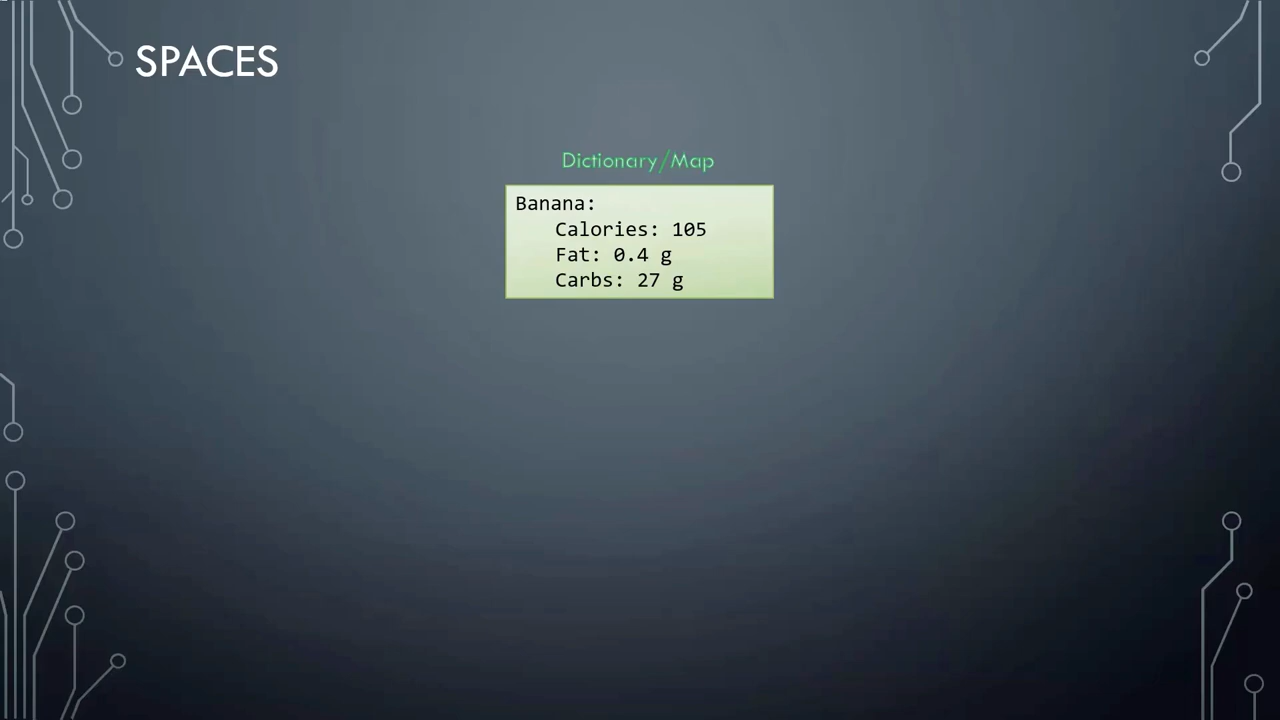 SPACES
Dictionary/Map
Banana:
Calories: 105
Fat: 0.4 g
Carbs: 27 g